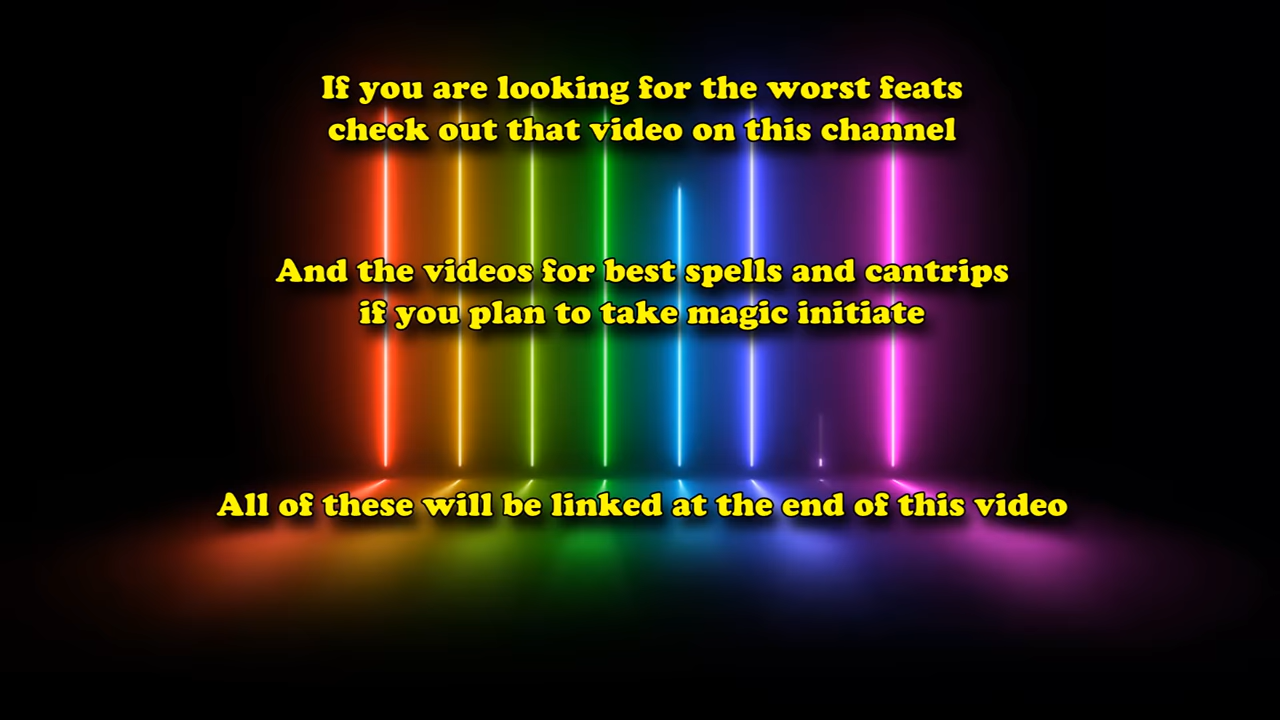 If you are looking for the worst feats
check out that video on this channel
And the videos for best spells and cantrips
if you plan to take magic initiate
All of these will be linked at the end of this video